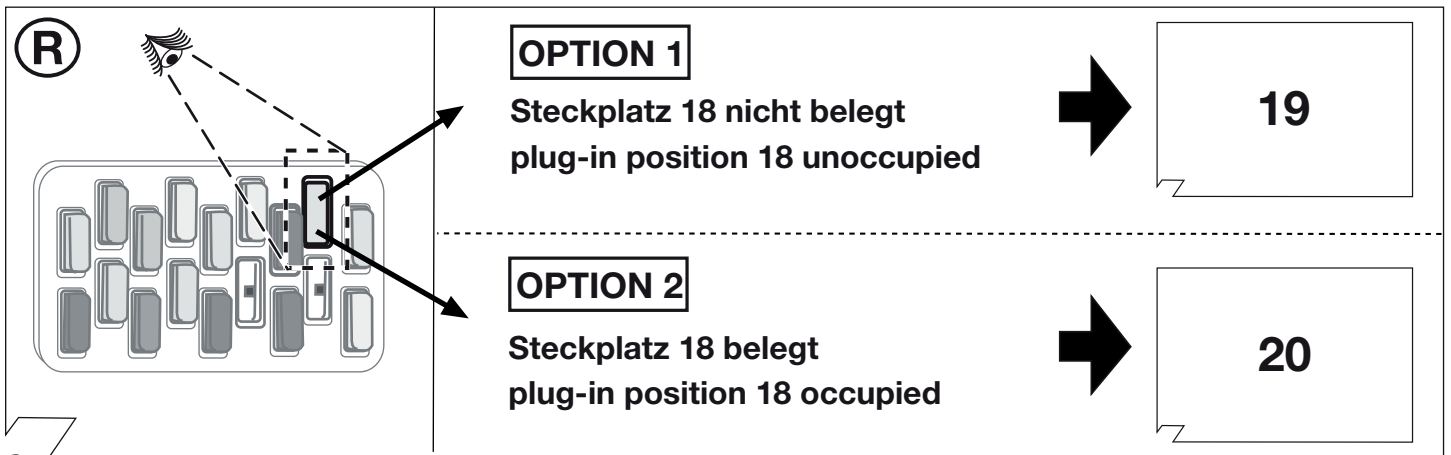 R
OPTION 1
Steckplatz 18 nicht belegt
plug-in position 18 unoccupied
19
OPTION 2
Steckplatz 18 belegt
plug-in position 18 occupied
20